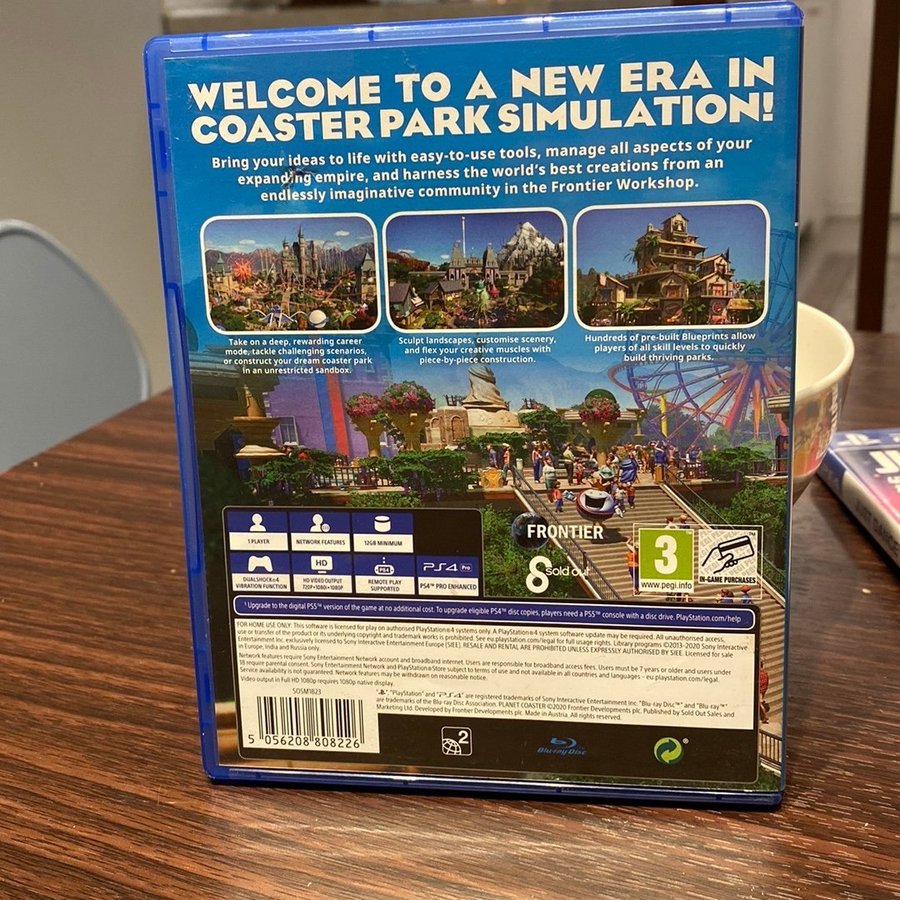 WELCOME TO A NEW ERA IN
COASTER PARK SIMULATION!
Bring your ideas to life with easy-to-use tools, manage all aspects of your
expanding empire, and harness the world's best creations from an
endlessly imaginative community in the Frontier Workshop.
Take on a deep, rewarding career
mode, tackle challenging scenarios,
or construct your dream coaster park
in an unrestricted sandbox.
Sculpt landscapes, customise scenery,
and flex your creative muscles with
piece-by-piece construction.
Hundreds of pre-built Blueprints allow
players of all skill levels to quickly
build thriving parks.
1 PLAYER
NETWORK FEATURES
12GB MINIMUM
DUALSHOCK®4
VIBRATION FUNCTION
HD
HD VIDEO OUTPUT
720P•1080i•1080P
PS4
REMOTE PLAY
SUPPORTED
PS4 Pro
PS4™ PRO ENHANCED
FRONTIER
Sold out
3
www.pegi.info
IN-GAME PURCHASES
¹ Upgrade to the digital PS5™ version of the game at no additional cost. To upgrade eligible PS4™ disc copies, players need a PS5™ console with a disc drive. PlayStation.com/help
FOR HOME USE ONLY: This software is licensed for play on authorised PlayStation®4 systems only. A PlayStation®4 system software update may be required. All unauthorised access,
use or transfer of the product or its underlying copyright and trademark works is prohibited. See eu.playstation.com/legal for full usage rights. Library programs ©2013-2020 Sony Interactive
Entertainment Inc. exclusively licensed to Sony Interactive Entertainment Europe (SIEE). RESALE AND RENTAL ARE PROHIBITED UNLESS EXPRESSLY AUTHORISED BY SIEE. Licensed for sale
in Europe, India and Russia only.
Network features require Sony Entertainment Network account and broadband internet. Users are responsible for broadband access fees. Users must be 7 years or older and users under
18 require parental consent. Sony Entertainment Network and PlayStation®Store subject to terms of use and not available in all countries and languages - eu.playstation.com/legal.
Service availability is not guaranteed. Network features may be withdrawn on reasonable notice.
Video output in Full HD 1080p requires 1080p native display.
SOSM1823
5 056208 808226
"PlayStation" and "PS4" are registered trademarks of Sony Interactive Entertainment Inc. "Blu-ray Disc™" and "Blu-ray™"
are trademarks of the Blu-ray Disc Association. PLANET COASTER ©2020 Frontier Developments plc. Published by Sold Out Sales and
Marketing Ltd. Developed by Frontier Developments plc. Made in Austria. All rights reserved.
2
Blu-ray Disc